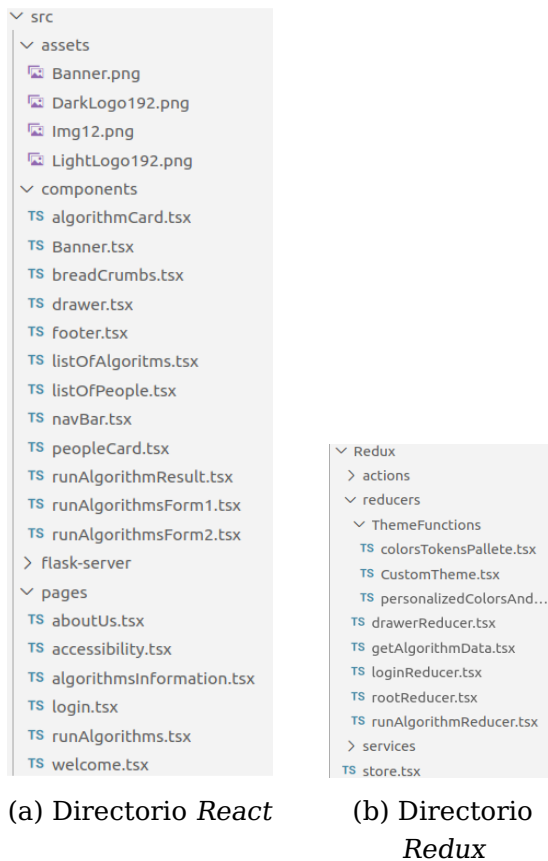 src
assets
Banner.png
DarkLogo192.png
Img12.png
LightLogo192.png
components
TS algorithmCard.tsx
TS Banner.tsx
TS breadCrumbs.tsx
TS drawer.tsx
TS footer.tsx
TS listOfAlgoritms.tsx
TS listOfPeople.tsx
TS navBar.tsx
TS peopleCard.tsx
TS runAlgorithmResult.tsx
TS runAlgorithmsForm1.tsx
TS runAlgorithmsForm2.tsx
flask-server
pages
TS aboutUs.tsx
TS accessibility.tsx
TS algorithmsInformation.tsx
TS login.tsx
TS runAlgorithms.tsx
TS welcome.tsx
(a) Directorio React
Redux
actions
reducers
ThemeFunctions
TS colorsTokensPallete.tsx
TS CustomTheme.tsx
TS personalizedColorsAnd...
TS drawerReducer.tsx
TS getAlgorithmData.tsx
TS loginReducer.tsx
TS rootReducer.tsx
TS runAlgorithmReducer.tsx
services
TS store.tsx
(b) Directorio
Redux